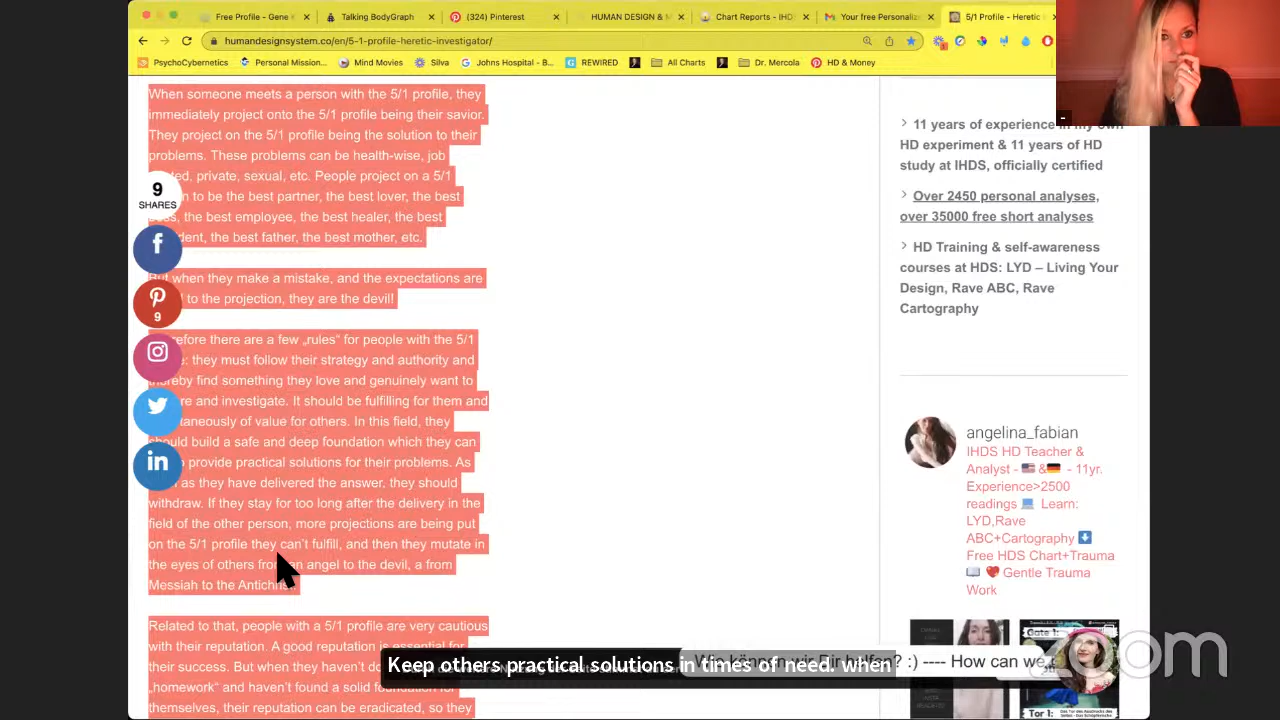 Free Profile - Gene K
Talking BodyGraph
(324) Pinterest
HUMAN DESIGN & M
Chart Reports - iHD
Your free Personaliz
5/1 Profile - Heretic
humandesignsystem.co/en/5-1-profile-heretic-investigator/
PsychoCybernetics
Personal Mission...
Mind Movies
Silva
Johns Hospital - B...
REWIRED
All Charts
Dr. Mercola
HD & Money
When someone meets a person with the 5/1 profile, they
immediately project onto the 5/1 profile being their savior.
They project on the 5/1 profile being the solution to their
problems. These problems can be health-wise, job
private, sexual, etc. People project on a 5/1
to be the best partner, the best lover, the best
the best employee, the best healer, the best
the best father, the best mother, etc.
But when they make a mistake, and the expectations are
to the projection, they are the devil!
there are a few „rules“ for people with the 5/1
they must follow their strategy and authority and
thereby find something they love and genuinely want to
and investigate. It should be fulfilling for them and
of value for others. In this field, they
should build a safe and deep foundation which they can
provide practical solutions for their problems. As
as they have delivered the answer, they should
withdraw. If they stay for too long after the delivery in the
field of the other person, more projections are being put
on the 5/1 profile they can't fulfill, and then they mutate in
the eyes of others from an angel to the devil, a from
Messiah to the Antichrist.
Related to that, people with a 5/1 profile are very cautious
with their reputation. A good reputation is essential for
their success. But when they haven't do
„homework“ and haven't found a solid foundation for
themselves, their reputation can be eradicated, so they
9
SHARES
9
11 years of experience in my own
HD experiment & 11 years of HD
study at IHDS, officially certified
Over 2450 personal analyses,
over 35000 free short analyses
HD Training & self-awareness
courses at HDS: LYD – Living Your
Design, Rave ABC, Rave
Cartography
angelina_fabian
IHDS HD Teacher &
Analyst - 🇺🇸 &🇩🇪 - 11yr.
Experience>2500
readings 💻 Learn:
LYD,Rave
ABC+Cartography ⬇️
Free HDS Chart+Trauma
📖 💝 Gentle Trauma
Work
Gate 1:
Tor 1:
Keep others practical solutions in times of need. when
Wie können wir Dir helfen? :) ---- How can we
zoom